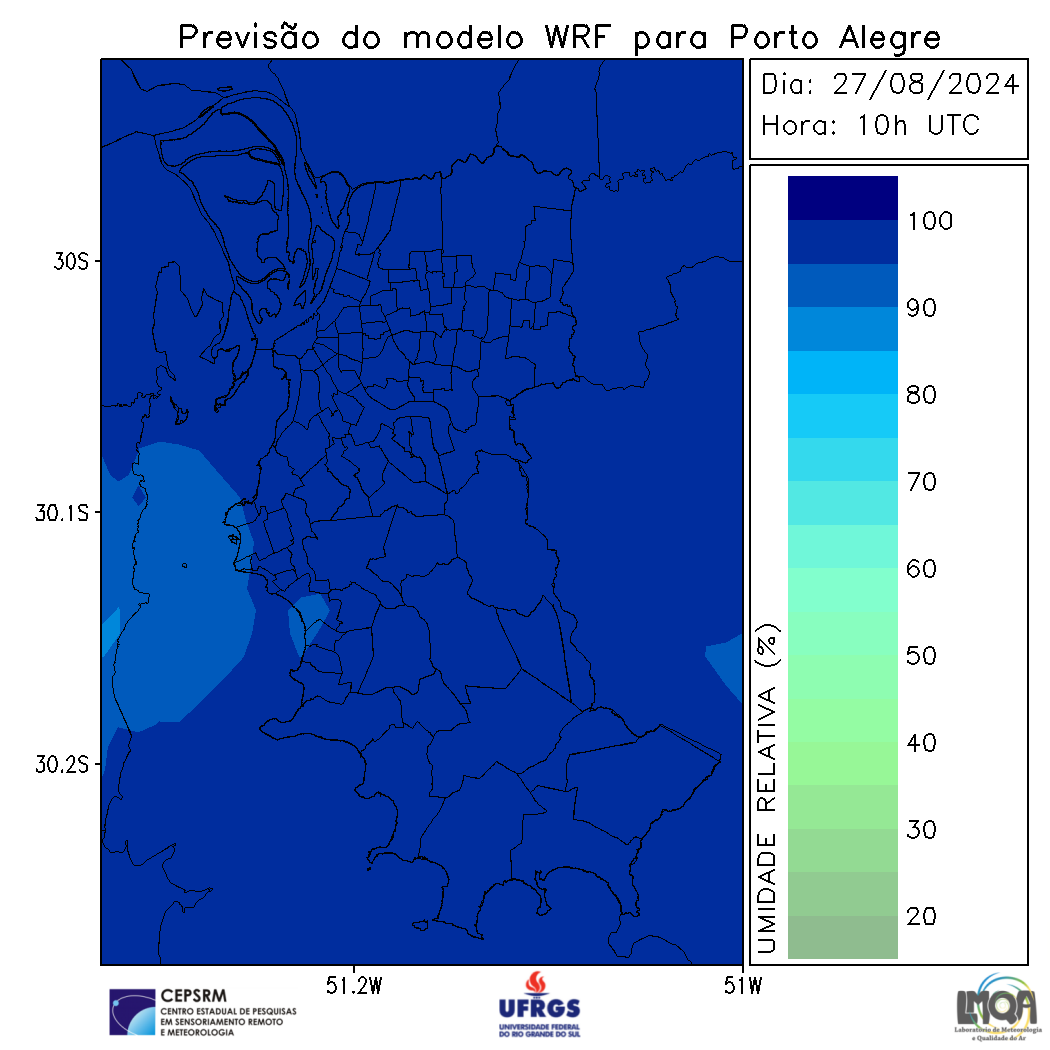 Previsão do modelo WRF para Porto Alegre
Dia: 27/08/2024
Hora: 10h UTC
100
90
80
70
60
50
40
30
20
UMIDADE RELATIVA (%)
30S
30.1S
30.2S
51.2W
51W
CEPSRM
CENTRO ESTADUAL DE PESQUISAS
EM SENSORIAMENTO REMOTO
E METEOROLOGIA
UFRGS
UNIVERSIDADE FEDERAL
DO RIO GRANDE DO SUL
LMQA
Laboratório de Meteorologia
e Qualidade do Ar